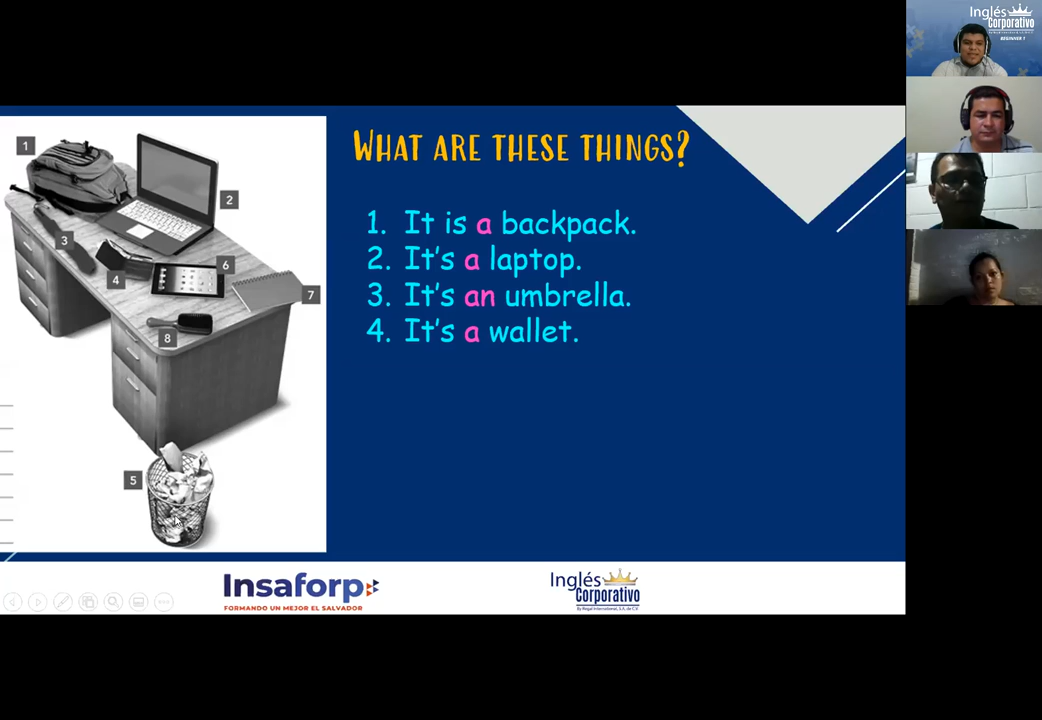 Inglés
Corporativo
BEGINNER 1
WHAT ARE THESE THINGS?
1
2
3
4
6
7
8
5
1. It is a backpack.
2. It's a laptop.
3. It's an umbrella.
4. It's a wallet.
Insaforp
FORMANDO UN MEJOR EL SALVADOR
Inglés
Corporativo
By Regal International, S.A. de C.V.